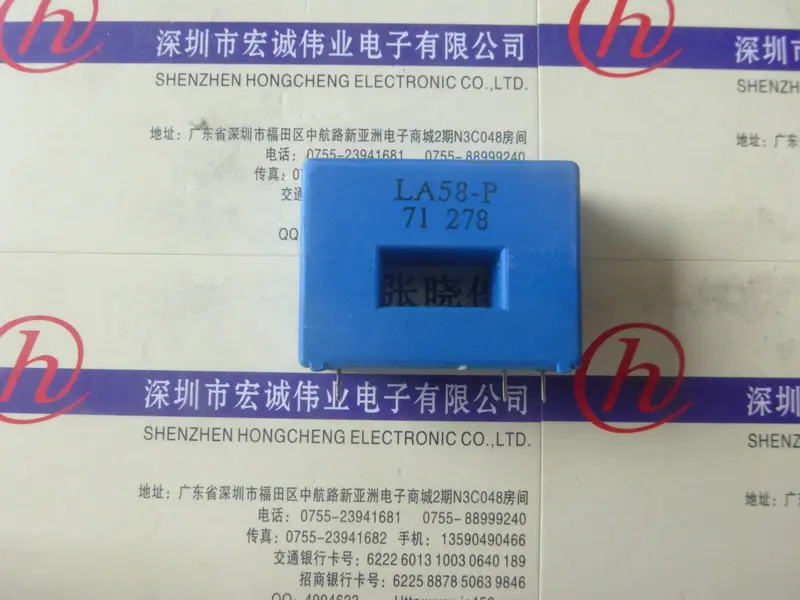 深圳市宏诚伟业电子有限公司
SHENZHEN HONGCHENG ELECTRONIC CO.,LTD.
地址：广东省深圳市福田区中航路新亚洲电子商城2期N3C048房间
电话：0755-23941681 0755-88999240
传真：07
交通
QQ
深圳市
SHENZH
地址：广东
LA58-P
71 278
张晓
h
h
h
h
深圳市宏诚伟业电子有限公司
SHENZHEN HONGCHENG ELECTRONIC CO.,LTD.
地址：广东省深圳市福田区中航路新亚洲电子商城2期N3C048房间
电话：0755-23941681 0755-88999240
传真：0755-23941682 手机：13590490466
交通银行卡号：6222 6013 1003 0640 189
招商银行卡号：6225 8878 5063 9846
深圳
SHENZ
地址：广